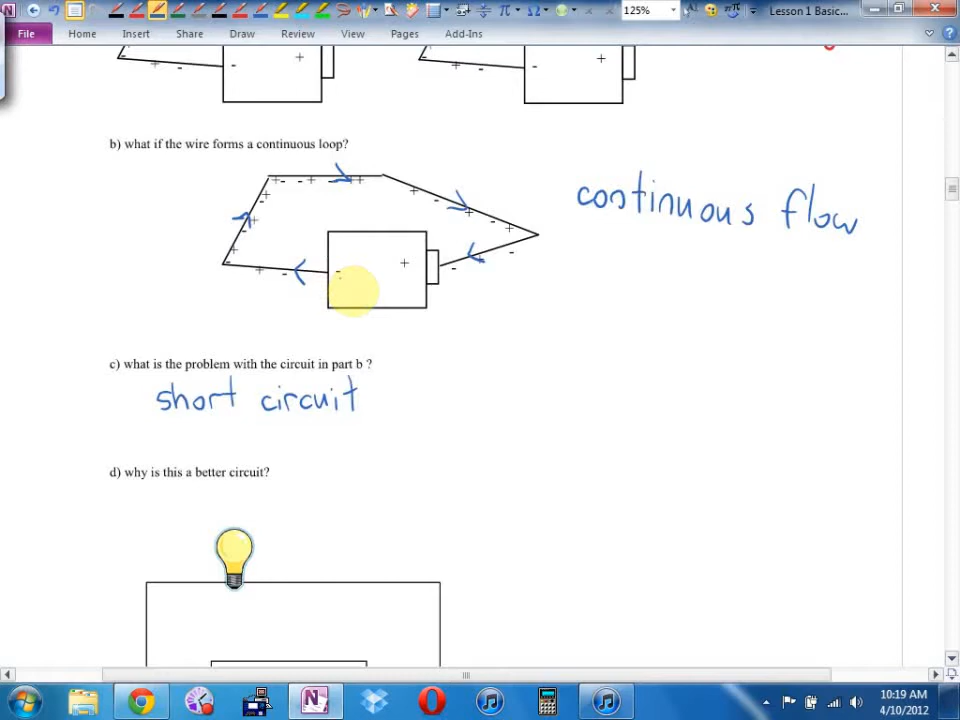 125%
Lesson 1 Basic...
File Home Insert Share Draw Review View Pages Add-Ins
- + - + - +
+ - - + +
b) what if the wire forms a continuous loop?
continuous flow
- +
c) what is the problem with the circuit in part b ?
short circuit
d) why is this a better circuit?
10:19 AM
4/10/2012